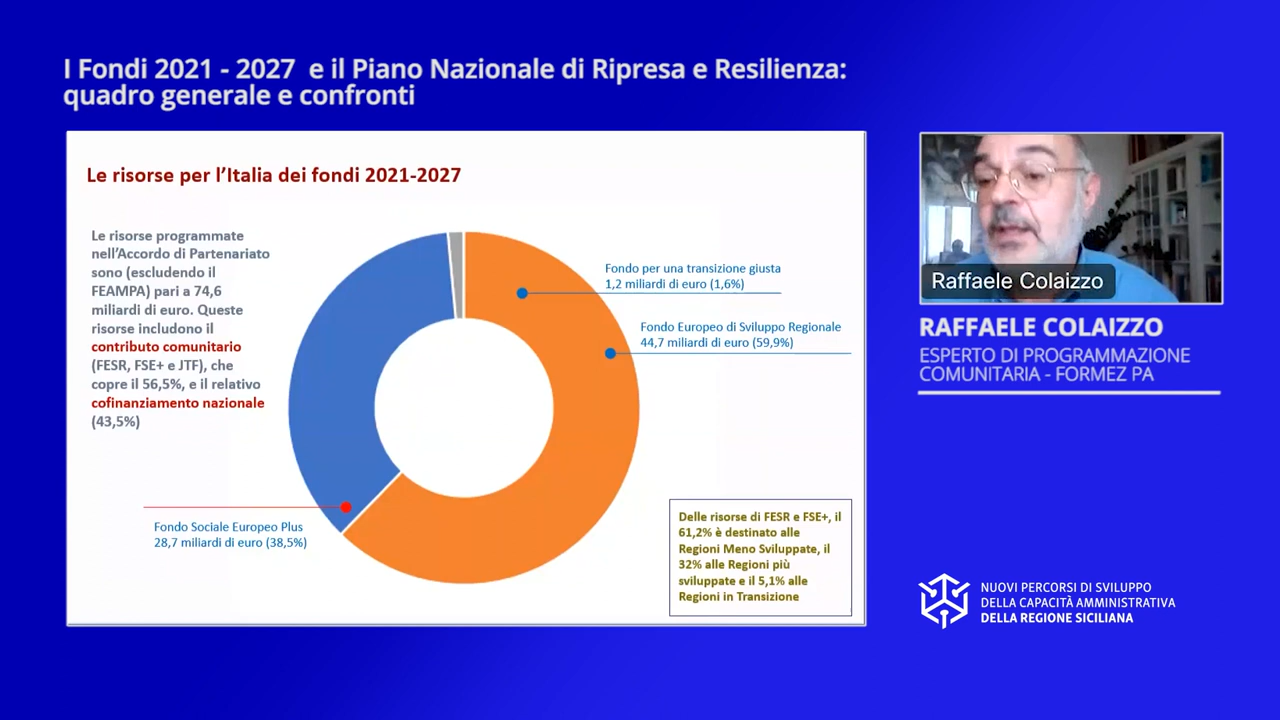 I Fondi 2021 - 2027 e il Piano Nazionale di Ripresa e Resilienza:
quadro generale e confronti
Le risorse per l'Italia dei fondi 2021-2027
Le risorse programmate
nell'Accordo di Partenariato
sono (escludendo il
FEAMPA) pari a 74,6
miliardi di euro. Queste
risorse includono il
contributo comunitario
(FESR, FSE+ e JTF), che
copre il 56,5%, e il relativo
cofinanziamento nazionale
(43,5%)
Fondo per una transizione giusta
1,2 miliardi di euro (1,6%)
Fondo Europeo di Sviluppo Regionale
44,7 miliardi di euro (59,9%)
Fondo Sociale Europeo Plus
28,7 miliardi di euro (38,5%)
Delle risorse di FESR e FSE+, il
61,2% è destinato alle
Regioni Meno Sviluppate, il
32% alle Regioni più
sviluppate e il 5,1% alle
Regioni in Transizione
Raffaele Colaizzo
RAFFAELE COLAIZZO
ESPERTO DI PROGRAMMAZIONE
COMUNITARIA - FORMEZ PA
NUOVI PERCORSI DI SVILUPPO
DELLA CAPACITÀ AMMINISTRATIVA
DELLA REGIONE SICILIANA